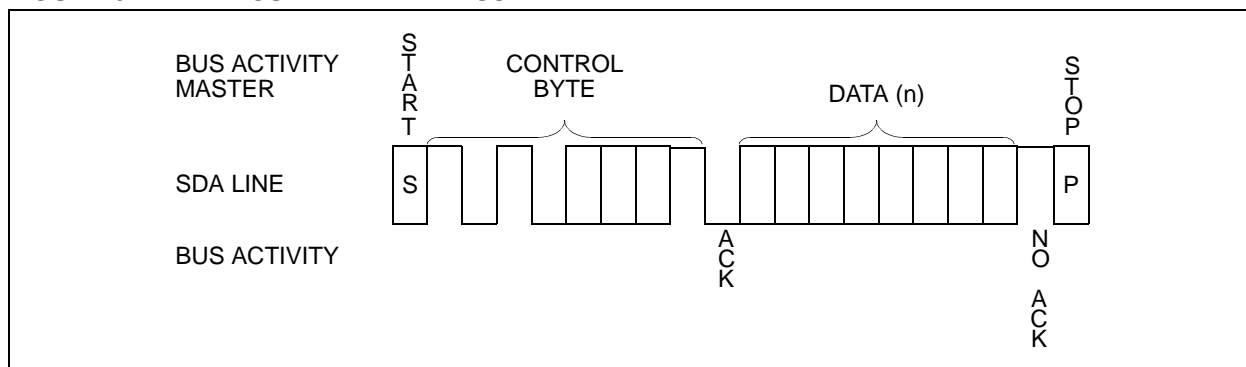 START
BUS ACTIVITY
MASTER
CONTROL
BYTE
DATA (n)
STOP
SDA LINE
S
P
BUS ACTIVITY
ACK
NO ACK